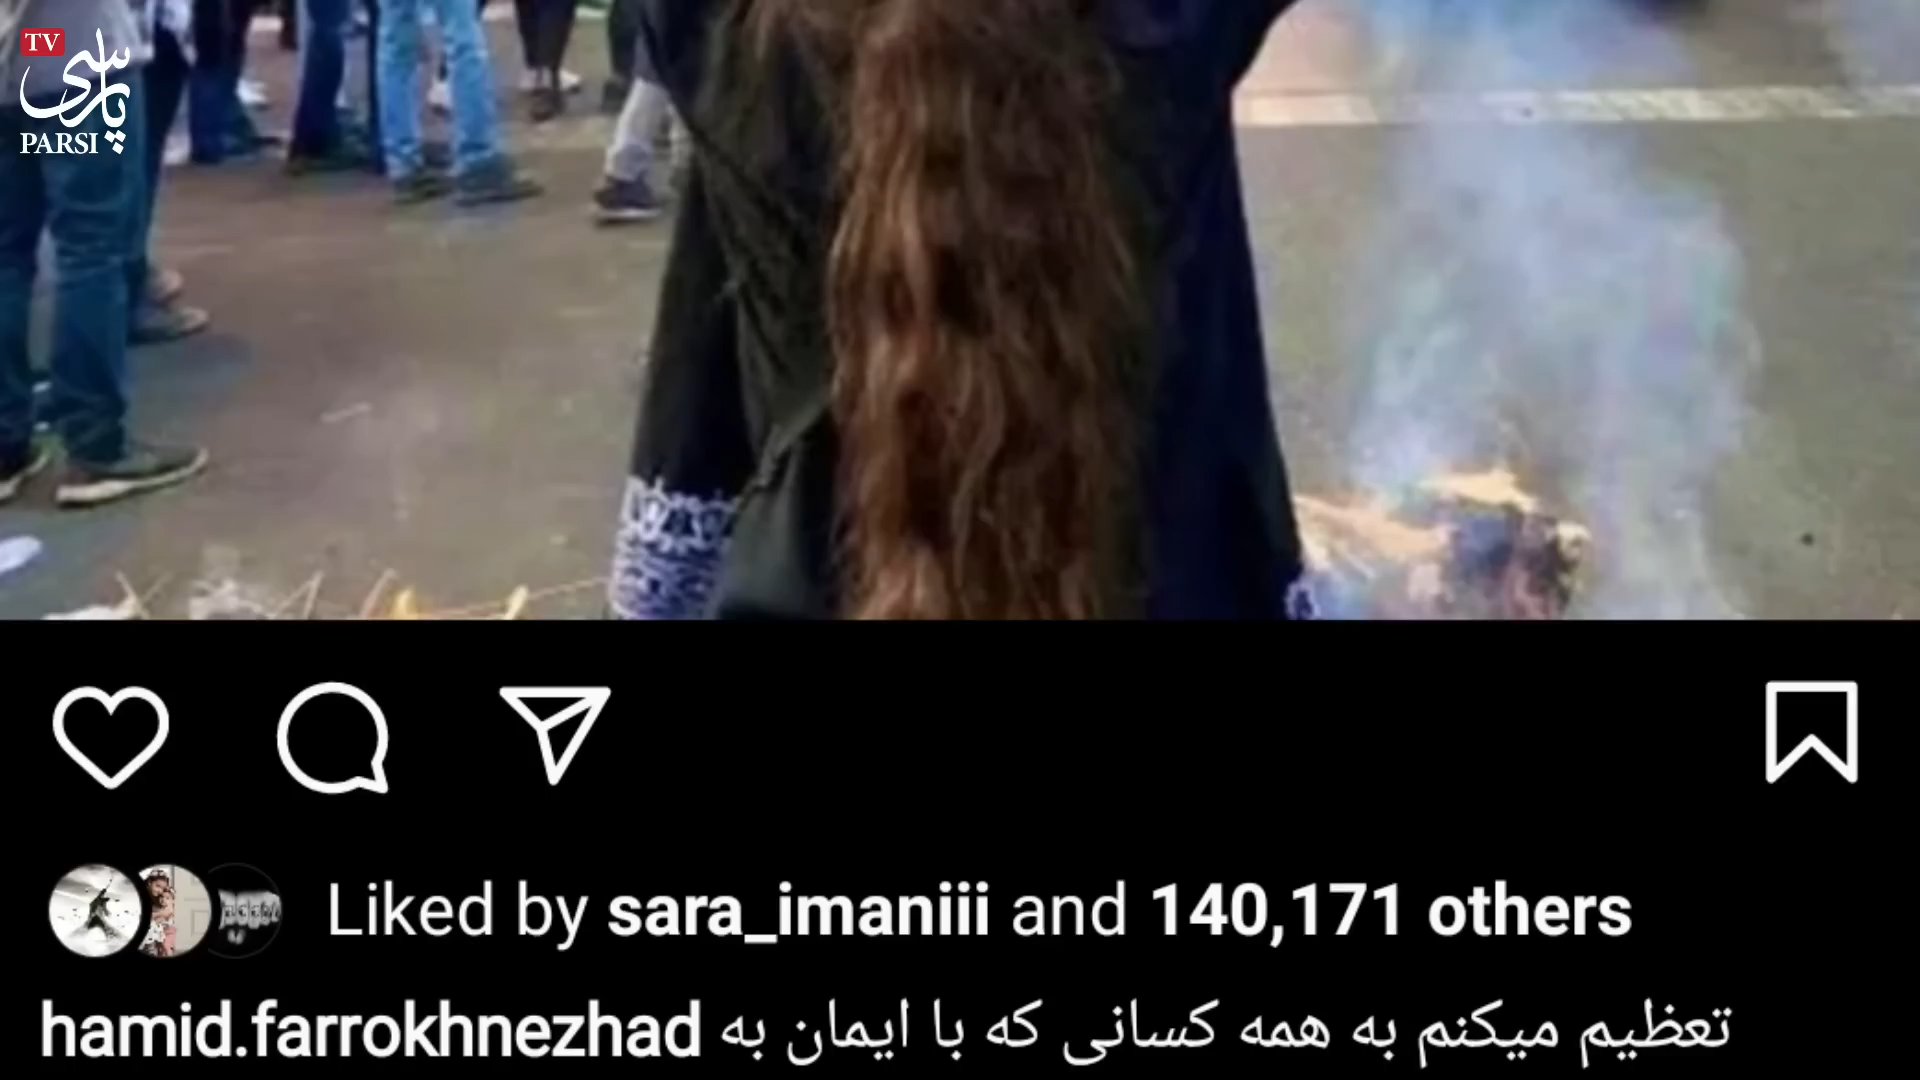 TV
پارسی
PARSI
Liked by sara_imaniii and 140,171 others
hamid.farrokhnezhad تعظیم میکنم به همه کسانی که با ایمان به